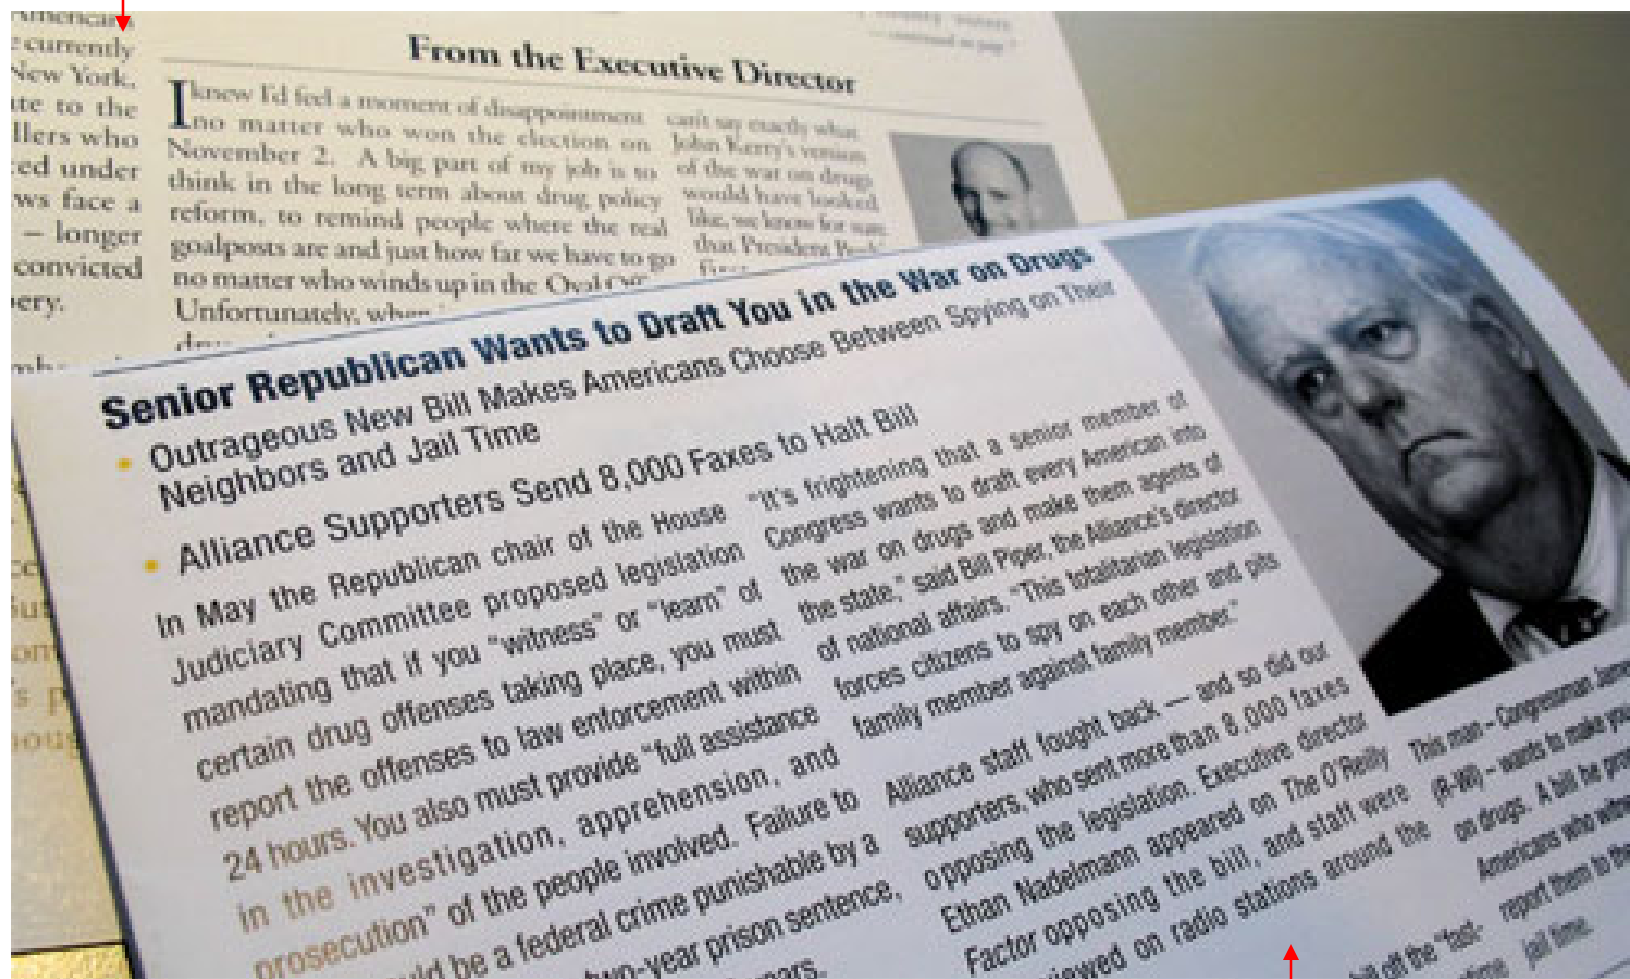 American
currently
New York,
to the
who
under
face a
– longer
convicted
From the Executive Director
I knew I'd feel a moment of disappointment
no matter who won the election on
November 2. A big part of my job is to
think in the long term about drug policy
reform, to remind people where the real
goalposts are and just how far we have to go
no matter who winds up in the Oval
Unfortunately, when
— continued on page 7
can't say exactly what
John Kerry's version
of the war on drugs
would have looked
like, we know for sure
that President Bush
Senior Republican Wants to Draft You in the War on Drugs
• Outrageous New Bill Makes Americans Choose Between Spying on Their
Neighbors and Jail Time
• Alliance Supporters Send 8,000 Faxes to Halt Bill
In May the Republican chair of the House
Judiciary Committee proposed legislation
mandating that if you "witness" or "learn" of
certain drug offenses taking place, you must
report the offenses to law enforcement within
24 hours. You also must provide "full assistance
in the investigation, apprehension, and
prosecution" of the people involved. Failure to
be a federal crime punishable by a
two-year prison sentence,
"It's frightening that a senior member of
Congress wants to draft every American into
the war on drugs and make them agents of
the state," said Bill Piper, the Alliance's director
of national affairs. "This totalitarian legislation
forces citizens to spy on each other and pits
family member against family member."
Alliance staff fought back — and so did our
supporters, who sent more than 8,000 faxes
opposing the legislation. Executive director
Ethan Nadelmann appeared on The O'Reilly
Factor opposing the bill, and staff were
on radio stations around the
This man – Congressman
(R-WI) – wants to make you
on drugs. A bill he
Americans who
report them to the
jail time.
bill off the "fast-